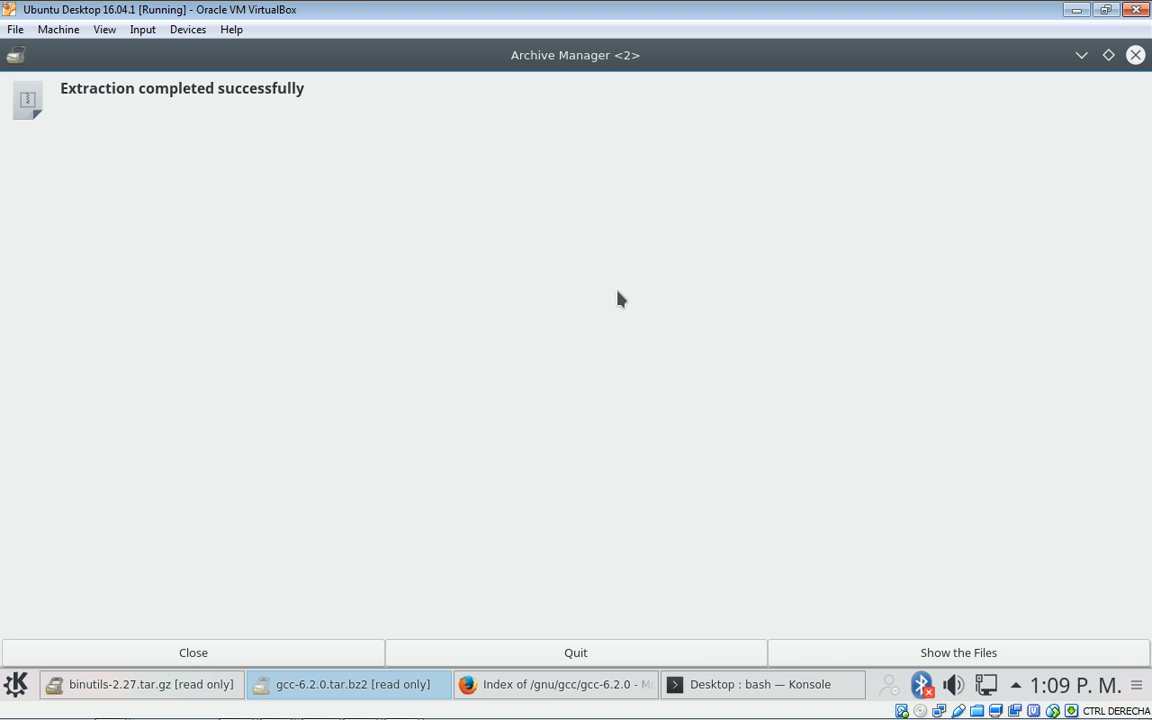 Ubuntu Desktop 16.04.1 [Running] - Oracle VM VirtualBox
File Machine View Input Devices Help
Archive Manager <2>
Extraction completed successfully
Close Quit Show the Files
binutils-2.27.tar.gz [read only] gcc-6.2.0.tar.bz2 [read only] Index of /gnu/gcc/gcc-6.2.0 - Mo Desktop : bash — Konsole 1:09 P. M.
CTRL DERECHA